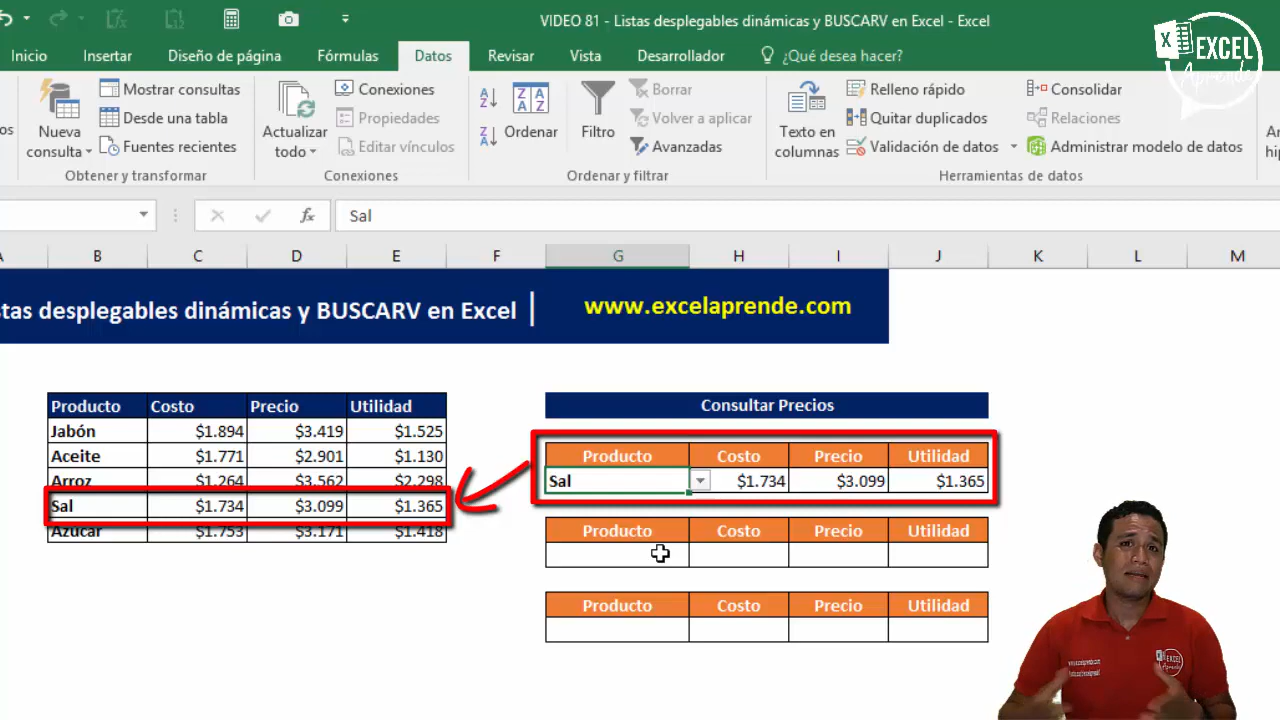 VIDEO 81 - Listas desplegables dinámicas y BUSCARV en Excel - Excel
EXCEL
Aprende
Inicio Insertar Diseño de página Fórmulas Datos Revisar Vista Desarrollador ¿Qué desea hacer?
Nueva consulta
Mostrar consultas
Desde una tabla
Fuentes recientes
Obtener y transformar
Actualizar todo
Conexiones
Propiedades
Editar vínculos
Conexiones
Ordenar
Filtro
Borrar
Volver a aplicar
Avanzadas
Ordenar y filtrar
Texto en columnas
Relleno rápido
Quitar duplicados
Validación de datos
Consolidar
Relaciones
Administrar modelo de datos
Herramientas de datos
fx Sal
A B C D E F G H I J K L M
stas desplegables dinámicas y BUSCARV en Excel | www.excelaprende.com
Producto Costo Precio Utilidad
Jabón $1.894 $3.419 $1.525
Aceite $1.771 $2.901 $1.130
Arroz $1.264 $3.562 $2.298
Sal $1.734 $3.099 $1.365
Azúcar $1.753 $3.171 $1.418
Consultar Precios
Producto Costo Precio Utilidad
Sal $1.734 $3.099 $1.365
Producto Costo Precio Utilidad
Producto Costo Precio Utilidad
EXCEL
Aprende